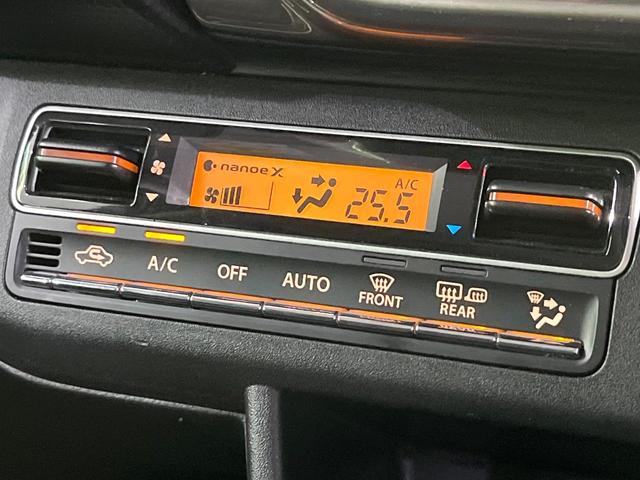 nanoe X
A/C
25.5
A/C
OFF
AUTO
FRONT
REAR